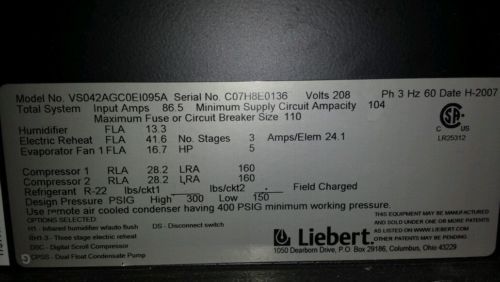 Model No. VS042AGC0EI095A Serial No. C07H8E0136 Volts 208 Ph 3 Hz 60 Date H-2007
Total System Input Amps 86.5 Minimum Supply Circuit Ampacity 104
Maximum Fuse or Circuit Breaker Size 110
Humidifier FLA 13.3
Electric Reheat FLA 41.6 No. Stages 3 Amps/Elem 24.1
Evaporator Fan 1 FLA 16.7 HP 5
Compressor 1 RLA 28.2 LRA 160
Compressor 2 RLA 28.2 LRA 160
Refrigerant R-22 lbs/ckt1 lbs/ckt2 Field Charged
Design Pressure PSIG High 300 Low 150
Use remote air cooled condenser having 400 PSIG minimum working pressure.
OPTIONS SELECTED
H1 - Infrared humidifier w/auto flush DS - Disconnect switch
- Three stage electric reheat
DSC - Digital Scroll Compressor
- Dual Float Condensate Pump
SA
C US
LR25312
Liebert.
1050 Dearborn Drive, P.O. Box 29186, Columbus, Ohio 43229
THIS EQUIPMENT MAY BE MANUFACTURED
AND SOLD UNDER ONE OR MORE
AS LISTED ON WWW.LIEBERT.COM
OTHER PATENTS MAY BE PENDING.